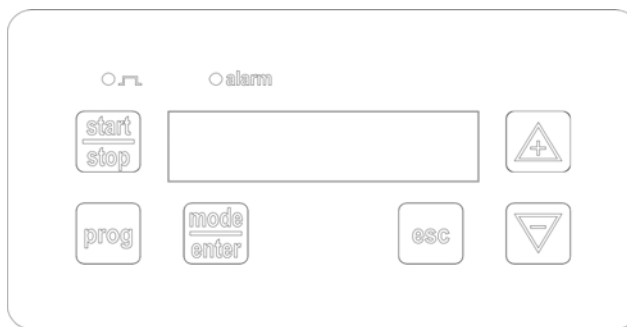 alarm
start
stop
+
prog
mode
enter
esc
-